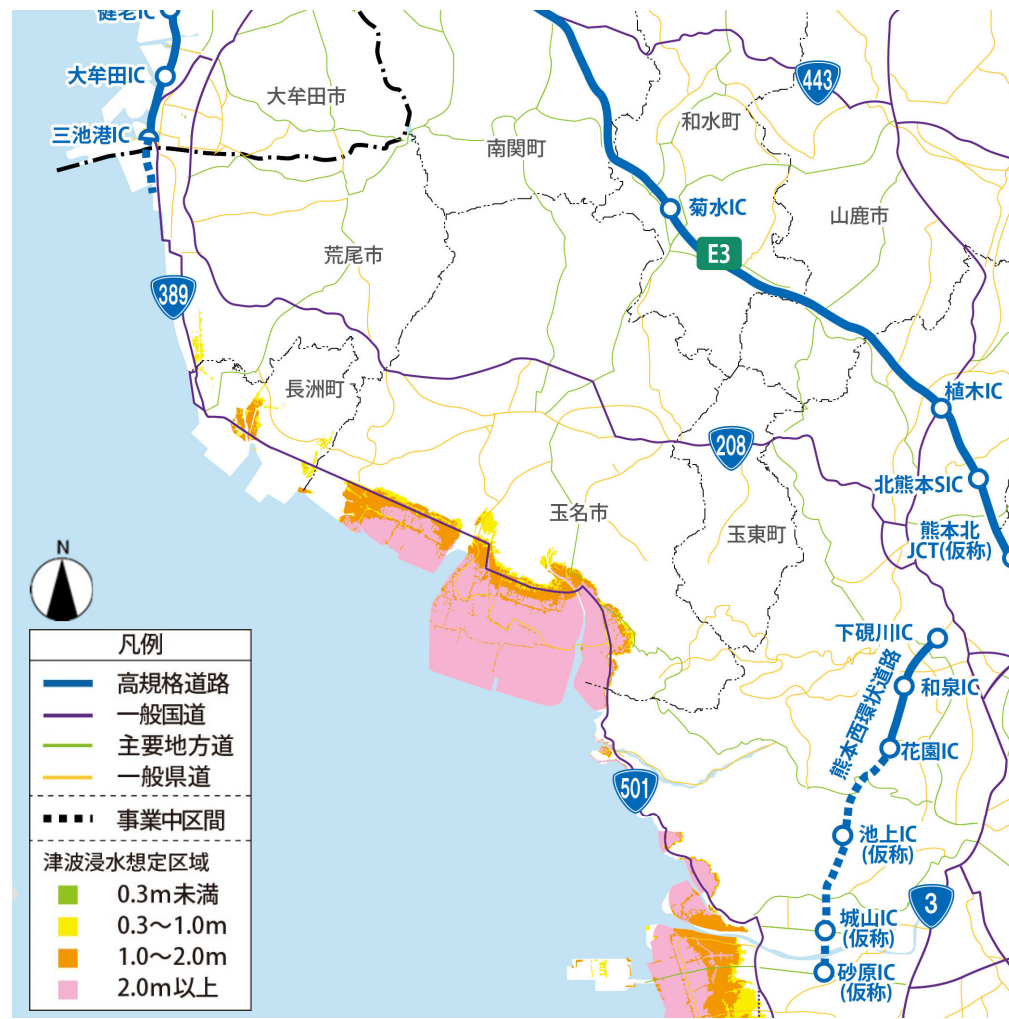 健老IC
大牟田IC
三池港IC
大牟田市
南関町
和水町
443
菊水IC
山鹿市
E3
荒尾市
389
長洲町
植木IC
208
北熊本SIC
玉名市
玉東町
熊本北
JCT(仮称)
N
下硯川IC
和泉IC
熊本西環状道路
花園IC
501
池上IC
(仮称)
3
城山IC
(仮称)
砂原IC
(仮称)
凡例
高規格道路
一般国道
主要地方道
一般県道
事業中区間
津波浸水想定区域
0.3m未満
0.3〜1.0m
1.0〜2.0m
2.0m以上